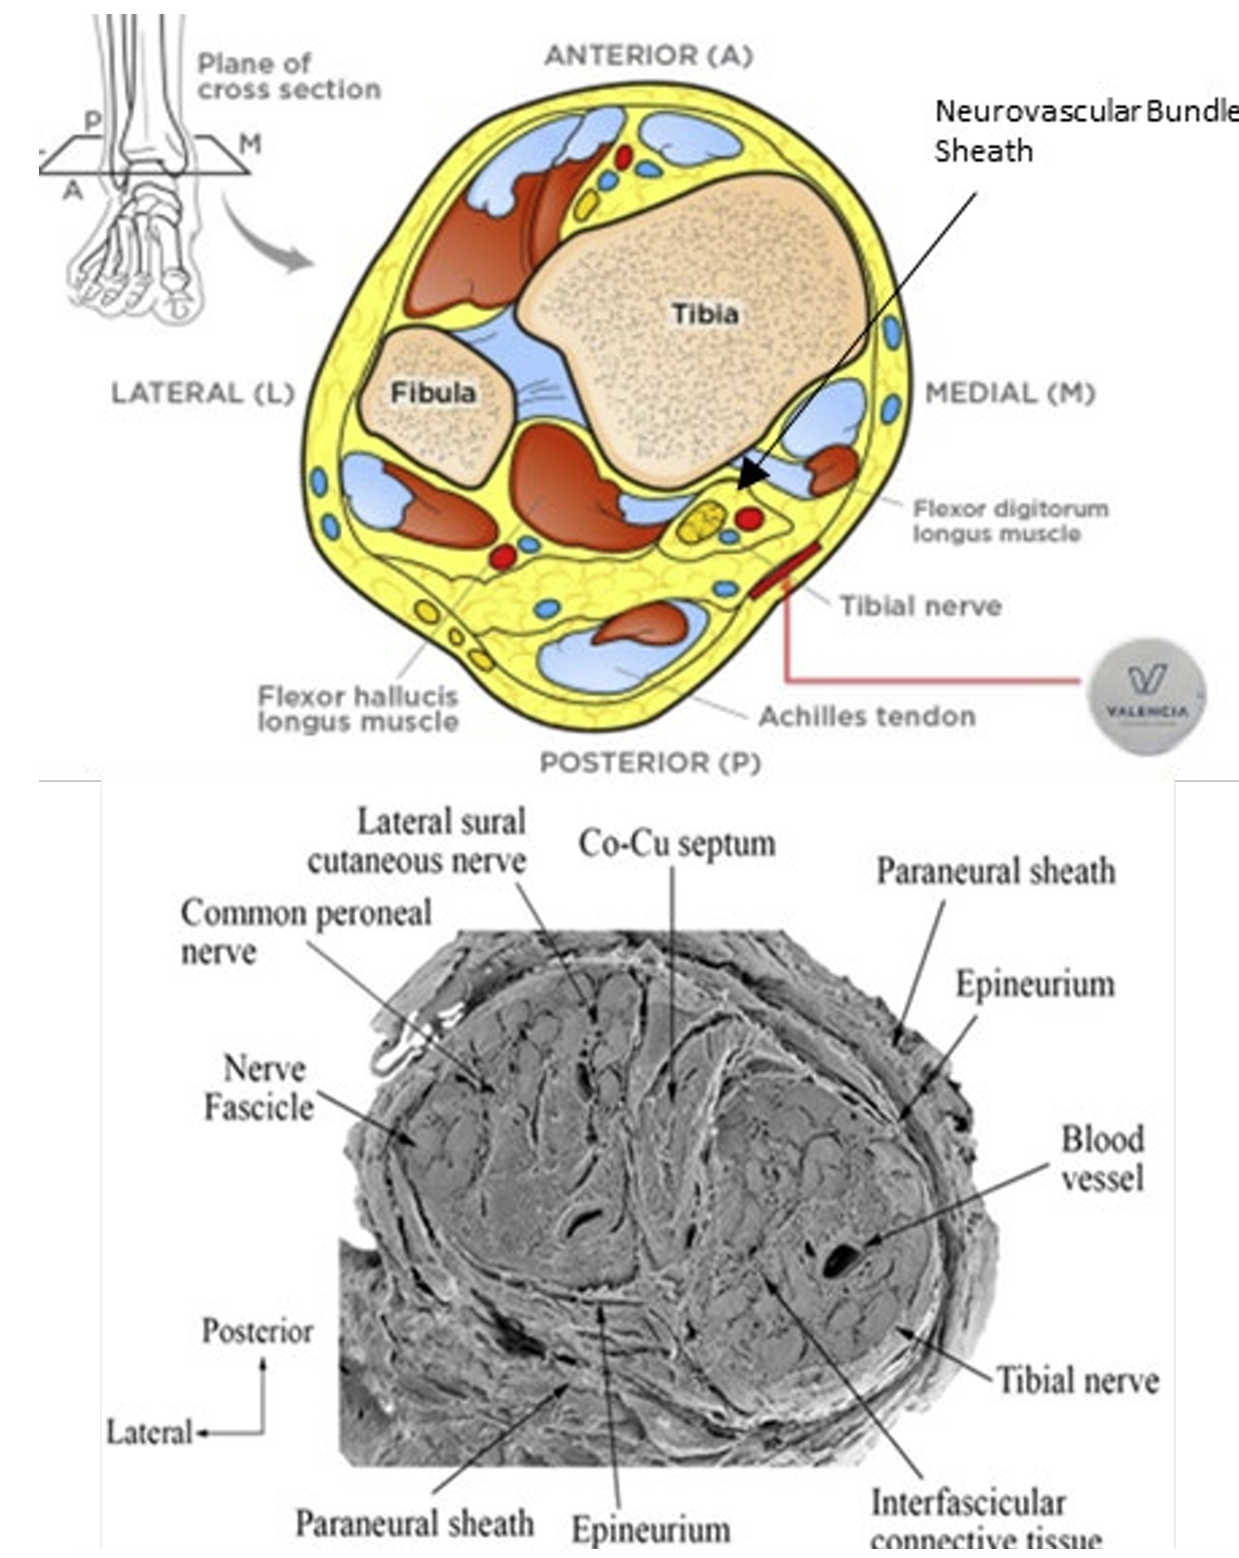 ANTERIOR (A)
Plane of
cross section
Neurovascular Bundle
Sheath
P
M
A
Tibia
LATERAL (L)
Fibula
MEDIAL (M)
Flexor digitorum
longus muscle
Tibial nerve
Flexor hallucis
longus muscle
Achilles tendon
VALENCIA
POSTERIOR (P)
Lateral sural
cutaneous nerve
Co-Cu septum
Paraneural sheath
Common peroneal
nerve
Epineurium
Nerve
Fascicle
Blood
vessel
Posterior
Lateral
Tibial nerve
Paraneural sheath
Epineurium
Interfascicular
connective tissue